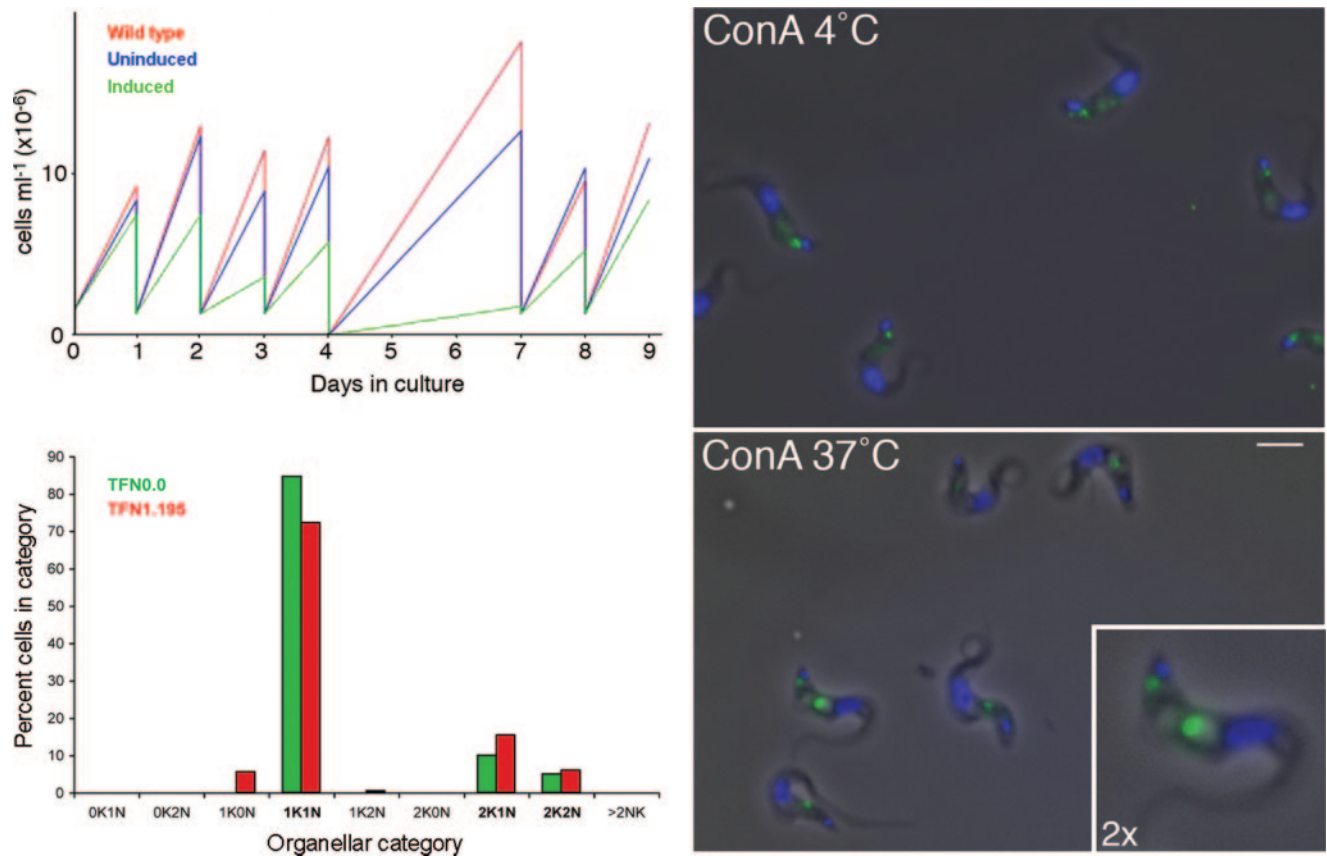 Wild type
Uninduced
Induced
cells ml-1 (x10-6)
10
0
0 1 2 3 4 5 6 7 8 9
Days in culture
ConA 4°C
90
80
70
60
50
40
30
20
10
0
TFN0.0
TFN1.195
Percent cells in category
0K1N 0K2N 1K0N 1K1N 1K2N 2K0N 2K1N 2K2N >2NK
Organellar category
ConA 37°C
2x